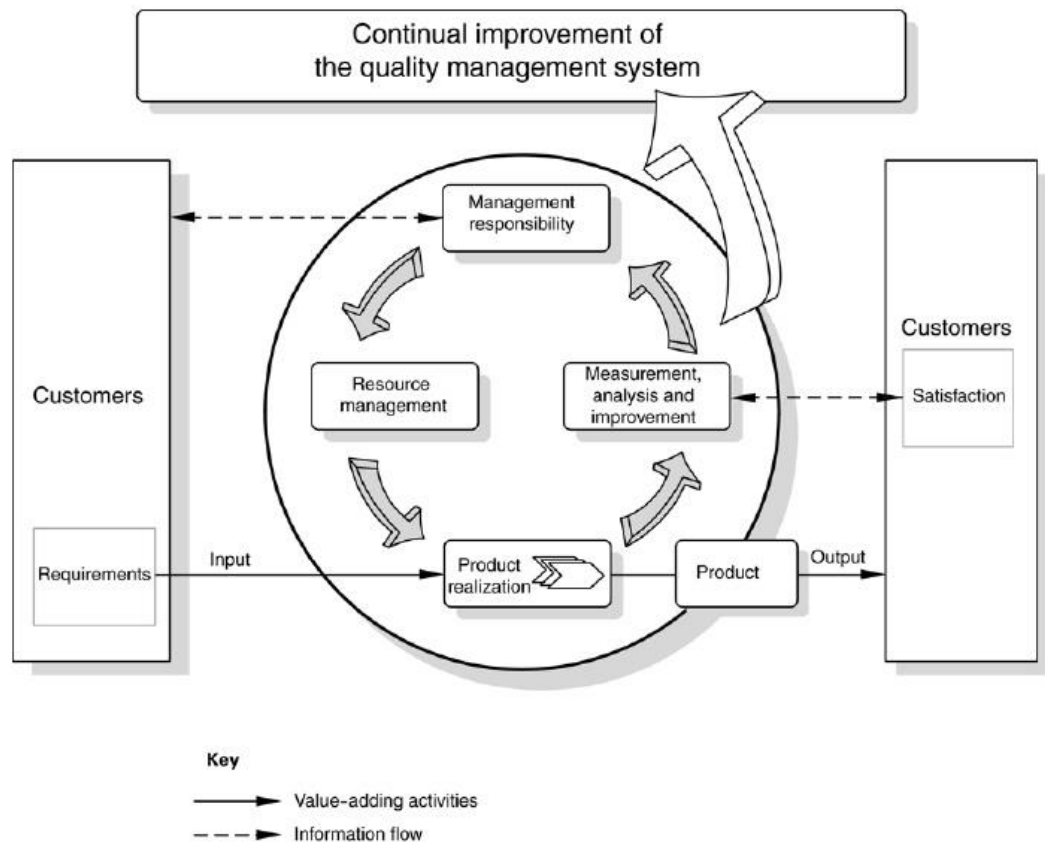 Continual improvement of
the quality management system
Management
responsibility
Customers
Resource
management
Measurement,
analysis and
improvement
Customers
Satisfaction
Requirements
Input
Product
realization
Product
Output
Key
Value-adding activities
Information flow